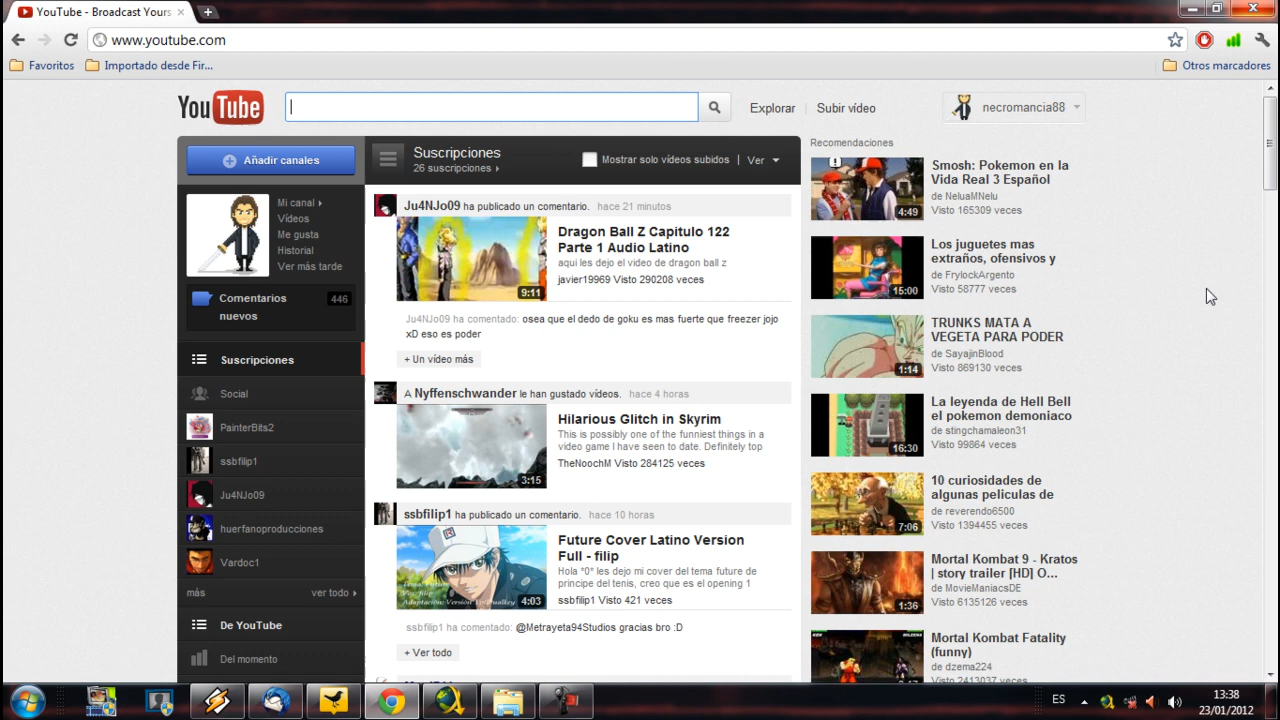 YouTube - Broadcast Yours
www.youtube.com
Favoritos
Importado desde Fir...
Otros marcadores
YouTube
Explorar
Subir vídeo
necromancia88
Añadir canales
Mi canal
Vídeos
Me gusta
Historial
Ver más tarde
Comentarios nuevos 446
Suscripciones
Social
PainterBits2
ssbfilip1
Ju4NJo09
huerfanoproducciones
Vardoc1
más
ver todo
De YouTube
Del momento
Suscripciones
26 suscripciones
Mostrar solo vídeos subidos | Ver
Ju4NJo09 ha publicado un comentario. hace 21 minutos
9:11
Dragon Ball Z Capitulo 122
Parte 1 Audio Latino
aqui les dejo el video de dragon ball z
javier19969 Visto 290208 veces
Ju4NJo09 ha comentado: osea que el dedo de goku es mas fuerte que freezer jojo
xD eso es poder
+ Un vídeo más
A Nyffenschwander le han gustado vídeos. hace 4 horas
3:15
Hilarious Glitch in Skyrim
This is possibly one of the funniest things in a
video game I have seen to date. Definitely top
TheNoochM Visto 284125 veces
ssbfilip1 ha publicado un comentario. hace 10 horas
4:03
Future Cover Latino Version
Full - filip
Hola °0° les dejo mi cover del tema future de
principe del tenis, creo que es el opening 1
ssbfilip1 Visto 421 veces
ssbfilip1 ha comentado: @Metrayeta94Studios gracias bro :D
+ Ver todo
Recomendaciones
4:49
Smosh: Pokemon en la
Vida Real 3 Español
de NeluaMNelu
Visto 165309 veces
15:00
Los juguetes mas
extraños, ofensivos y
de FrylockArgento
Visto 58777 veces
1:14
TRUNKS MATA A
VEGETA PARA PODER
de SayajinBlood
Visto 869130 veces
16:30
La leyenda de Hell Bell
el pokemon demoniaco
de stingchamaleon31
Visto 99864 veces
7:06
10 curiosidades de
algunas peliculas de
de reverendo6500
Visto 1394455 veces
1:36
Mortal Kombat 9 - Kratos
| story trailer [HD] O...
de MovieManiacsDE
Visto 6135126 veces
Mortal Kombat Fatality
(funny)
de dzema224
Visto 2413037 veces
ES
13:38
23/01/2012